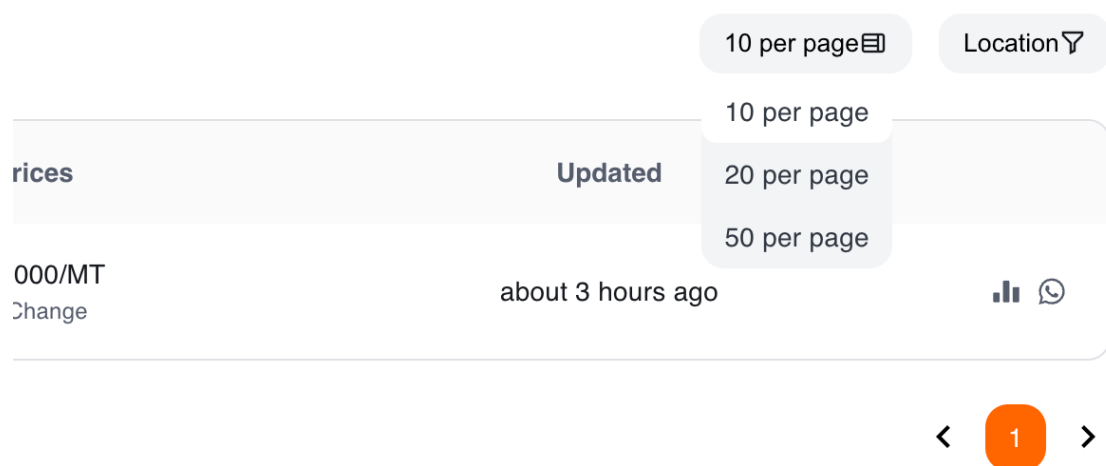 10 per page
Location
10 per page
rices
Updated
20 per page
50 per page
000/MT
Change
about 3 hours ago
1